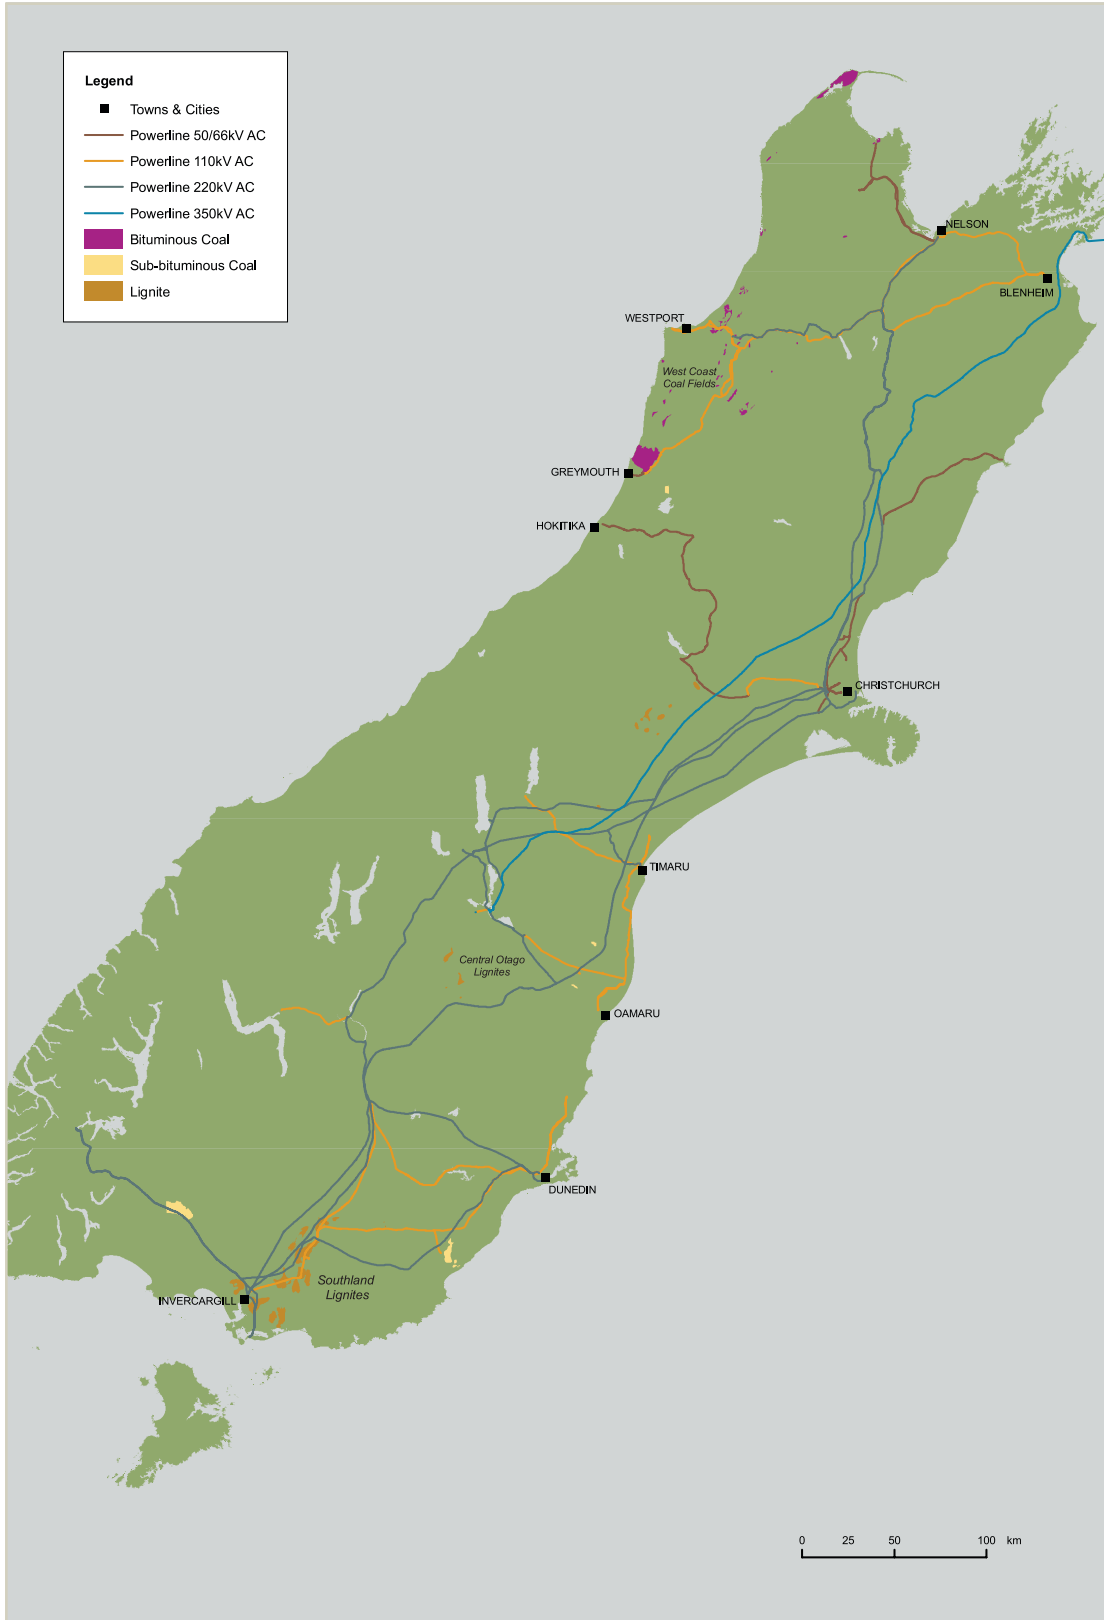 Legend
Towns & Cities
Powerline 50/66kV AC
Powerline 110kV AC
Powerline 220kV AC
Powerline 350kV AC
Bituminous Coal
Sub-bituminous Coal
Lignite
NELSON
BLENHEIM
WESTPORT
West Coast
Coal Fields
GREYMOUTH
HOKITIKA
CHRISTCHURCH
TIMARU
Central Otago
Lignites
OAMARU
DUNEDIN
Southland
Lignites
INVERCARGILL
0 25 50 100 km